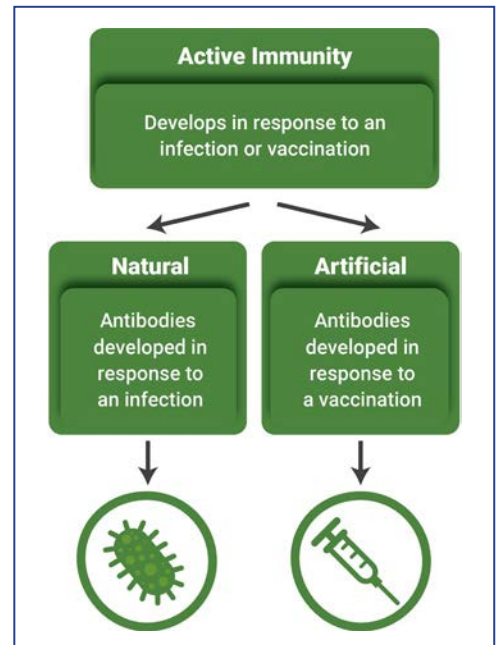 Active Immunity
Develops in response to an
infection or vaccination
Natural
Antibodies
developed in
response to
an infection
Artificial
Antibodies
developed in
response to
a vaccination